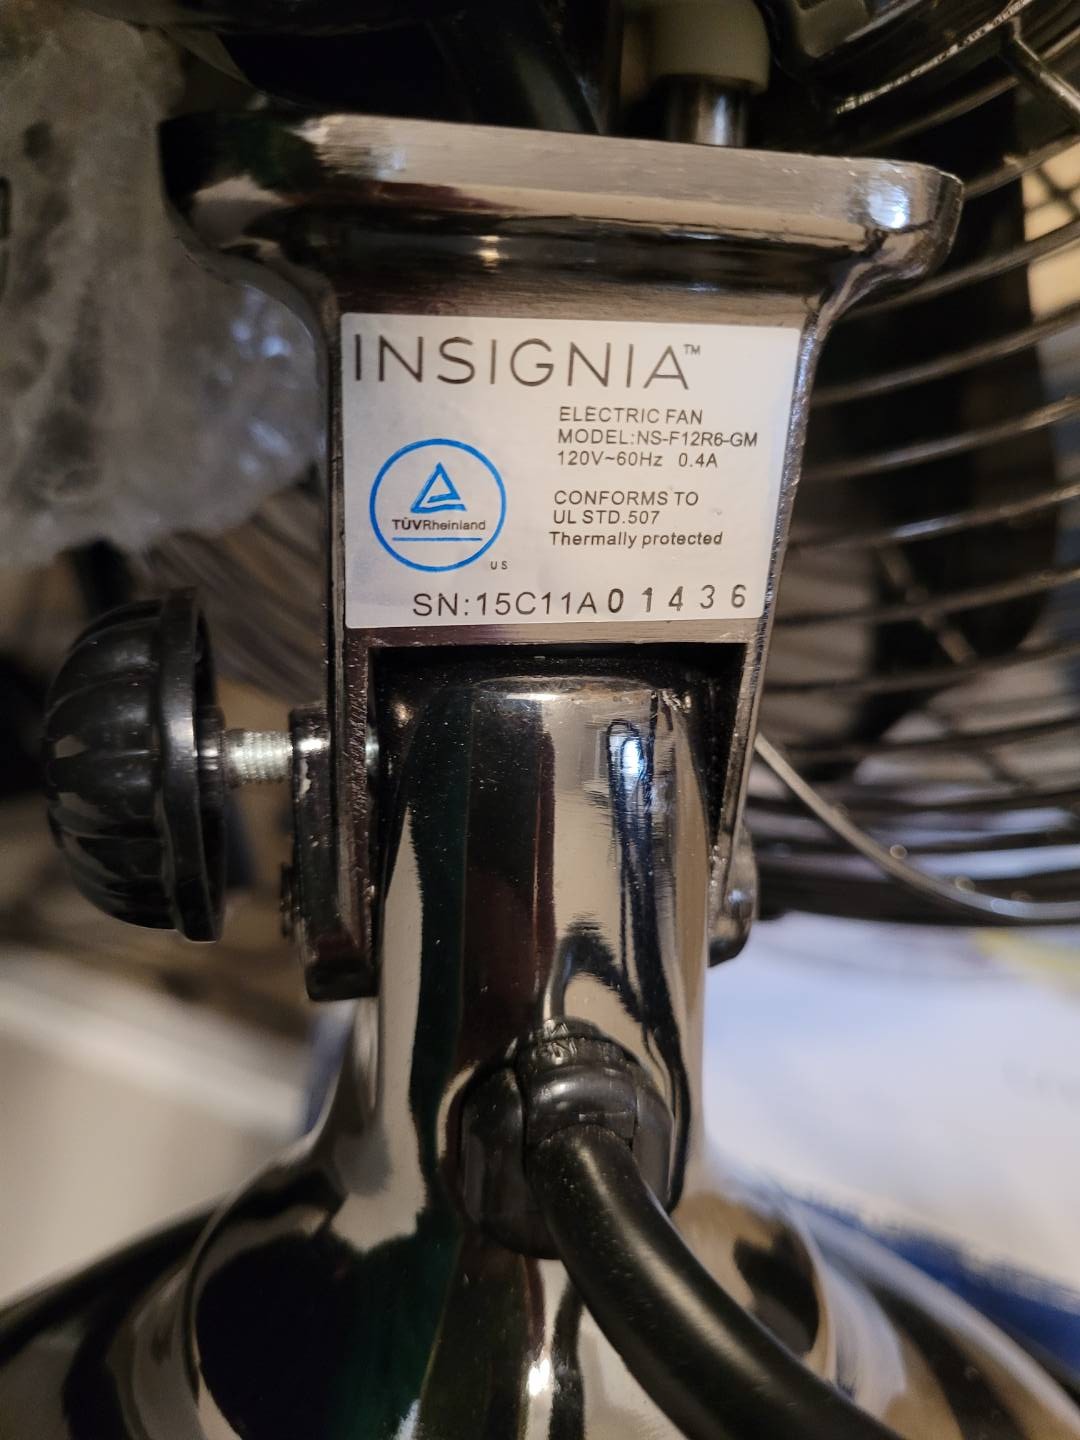 INSIGNIA™
ELECTRIC FAN
MODEL:NS-F12R6-GM
120V~60Hz 0.4A
TÜVRheinland
US
CONFORMS TO
UL STD.507
Thermally protected
SN:15C11A01436